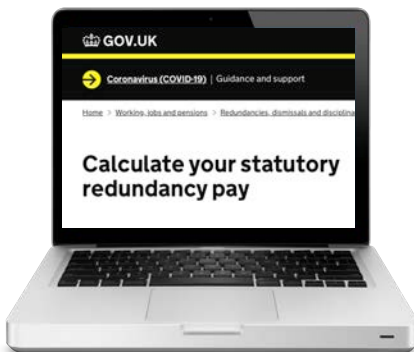 GOV.UK
Coronavirus (COVID-19) | Guidance and support
Home > Working, jobs and pensions > Redundancies, dismissals and disciplina
Calculate your statutory
redundancy pay